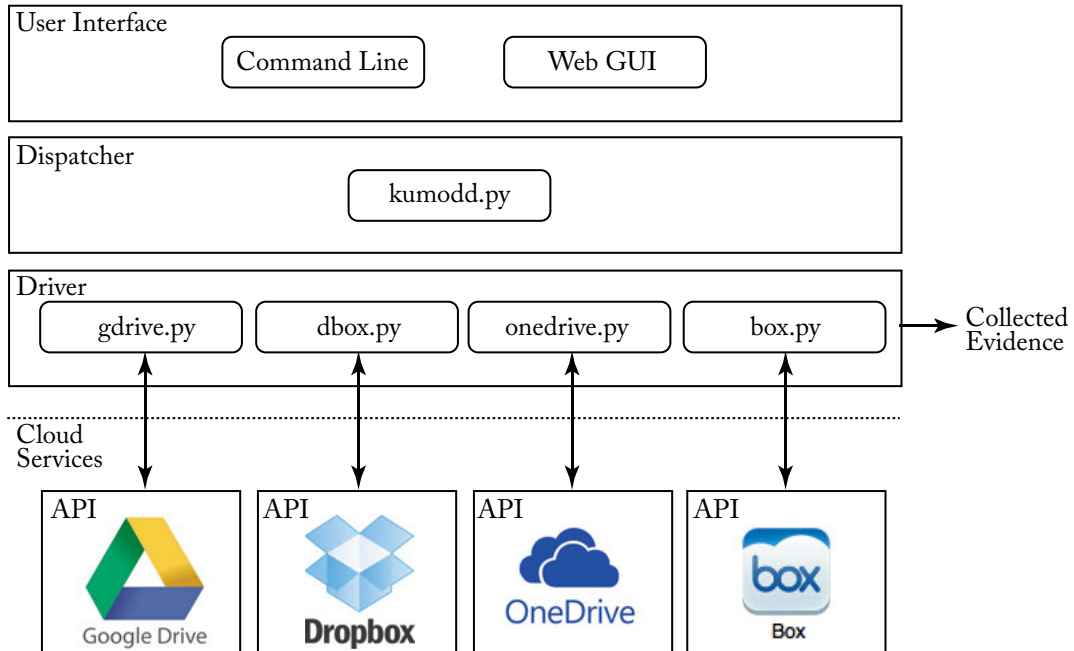 User Interface
Command Line
Web GUI
Dispatcher
kumodd.py
Driver
gdrive.py
dbox.py
onedrive.py
box.py
Collected
Evidence
Cloud
Services
API
API
API
API
Google Drive
Dropbox
OneDrive
box
Box